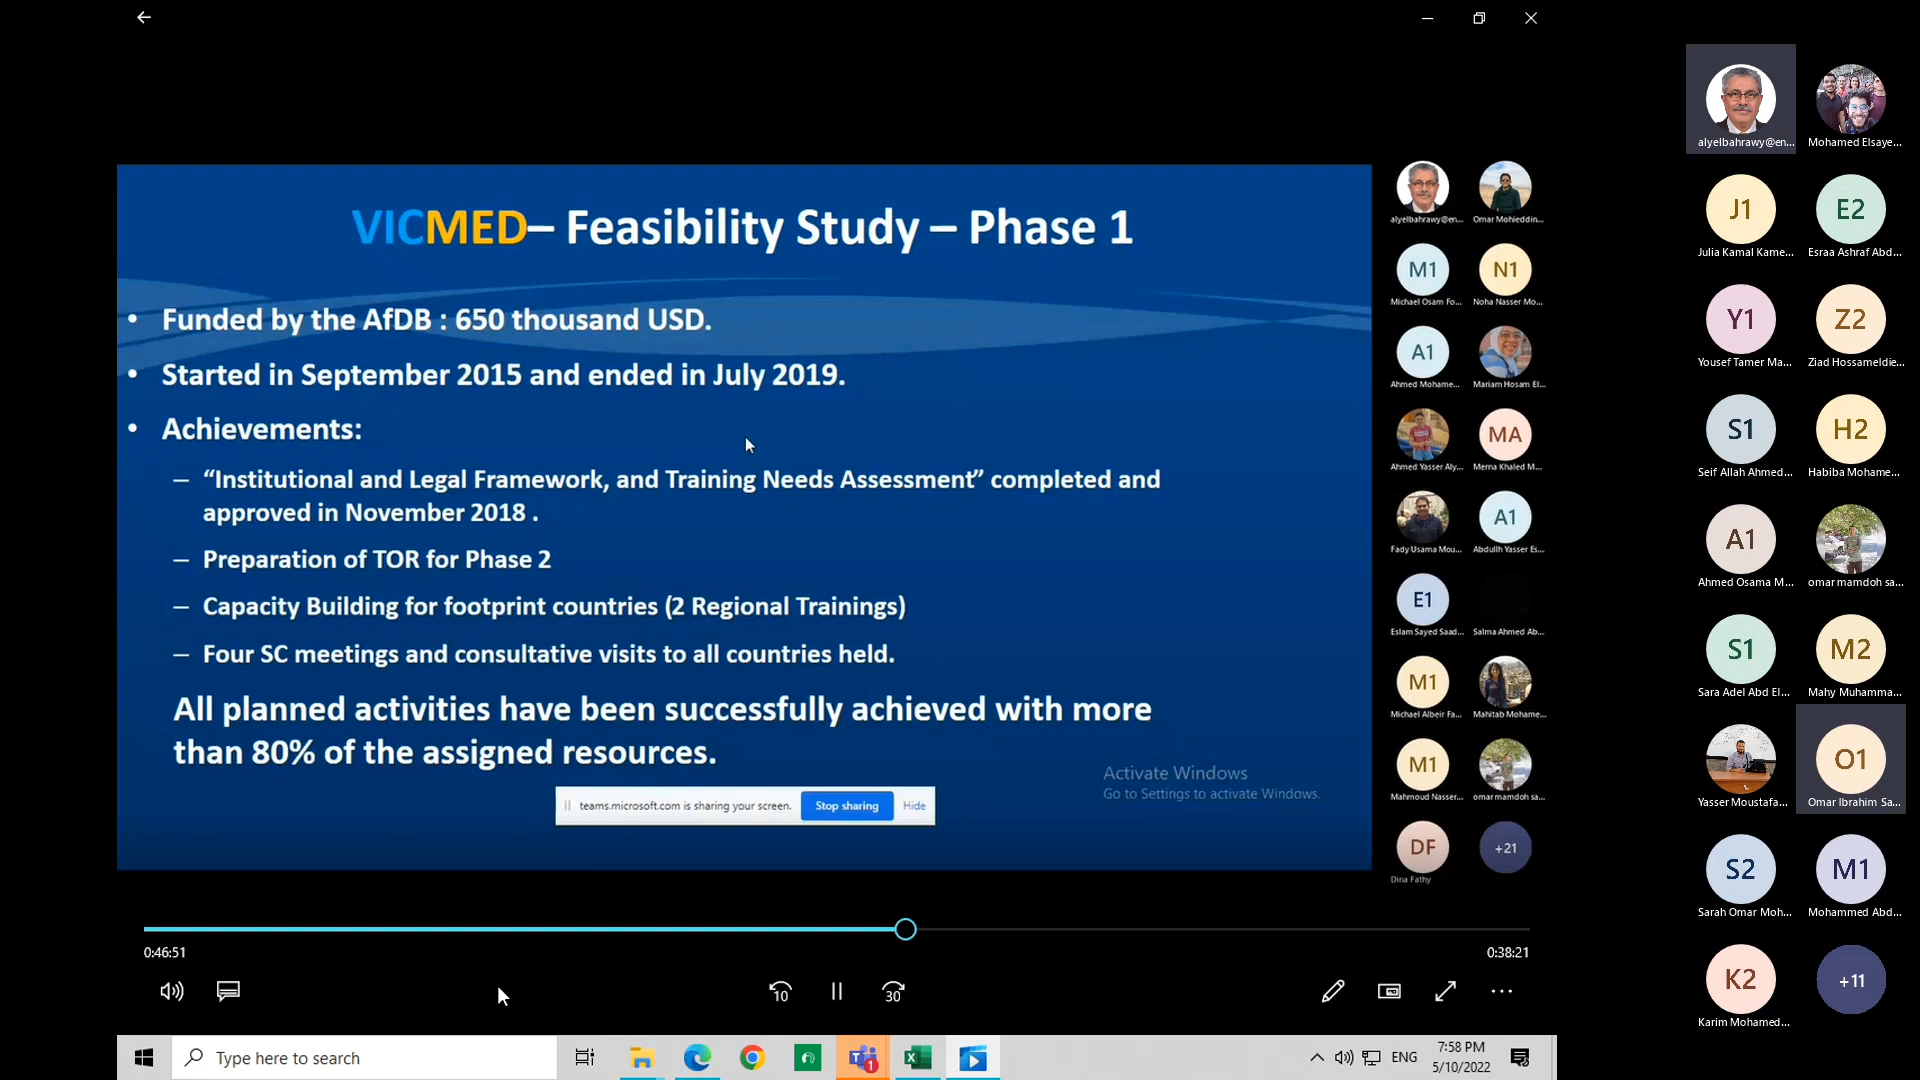 VICMED– Feasibility Study – Phase 1
• Funded by the AfDB : 650 thousand USD.
• Started in September 2015 and ended in July 2019.
• Achievements:
– “Institutional and Legal Framework, and Training Needs Assessment” completed and
approved in November 2018 .
– Preparation of TOR for Phase 2
– Capacity Building for footprint countries (2 Regional Trainings)
– Four SC meetings and consultative visits to all countries held.
All planned activities have been successfully achieved with more
than 80% of the assigned resources.
Activate Windows
Go to Settings to activate Windows.
teams.microsoft.com is sharing your screen. Stop sharing Hide
alyelbahrawy@en... Omar Mohieddin...
M1 N1
Michael Osam Fo... Noha Nasser Mo...
A1
Ahmed Mohame... Mariam Hosam El...
MA
Ahmed Yasser Aly... Merna Khaled M...
A1
Fady Usama Mou... Abdullh Yasser Es...
E1
Eslam Sayed Saad... Salma Ahmed Ab...
M1
Michael Albeir Fa... Mahitab Mohame...
M1
Mahmoud Nasser... omar mamdoh sa...
DF +21
Dina Fathy
0:46:51 0:38:21
10 30
Type here to search
1
ENG
7:58 PM
5/10/2022
alyelbahrawy@en... Mohamed Elsaye...
J1 E2
Julia Kamal Kame... Esraa Ashraf Abd...
Y1 Z2
Yousef Tamer Ma... Ziad Hossameldie...
S1 H2
Seif Allah Ahmed... Habiba Mohame...
A1
Ahmed Osama M... omar mamdoh sa...
S1 M2
Sara Adel Abd El... Mahy Muhamma...
O1
Yasser Moustafa... Omar Ibrahim Sa...
S2 M1
Sarah Omar Moh... Mohammed Abd...
K2 +11
Karim Mohamed...